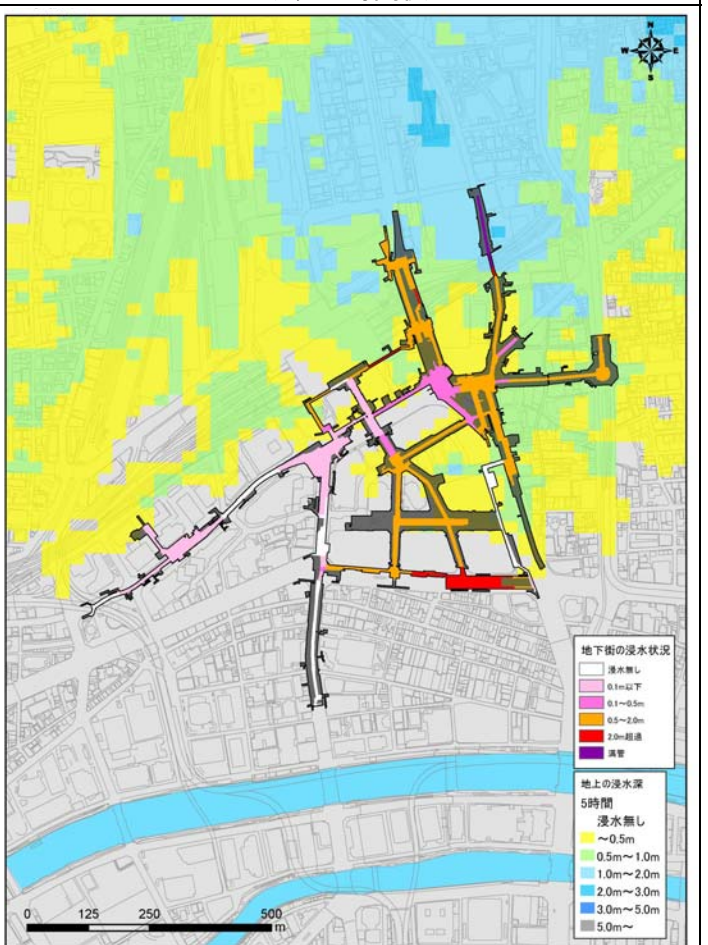 N
W E
S
地下街の浸水状況
浸水無し
0.1m以下
0.1～0.5m
0.5～2.0m
2.0m超過
満管
地上の浸水深
5時間
浸水無し
～0.5m
0.5m～1.0m
1.0m～2.0m
2.0m～3.0m
3.0m～5.0m
5.0m～
0 125 250 500
m